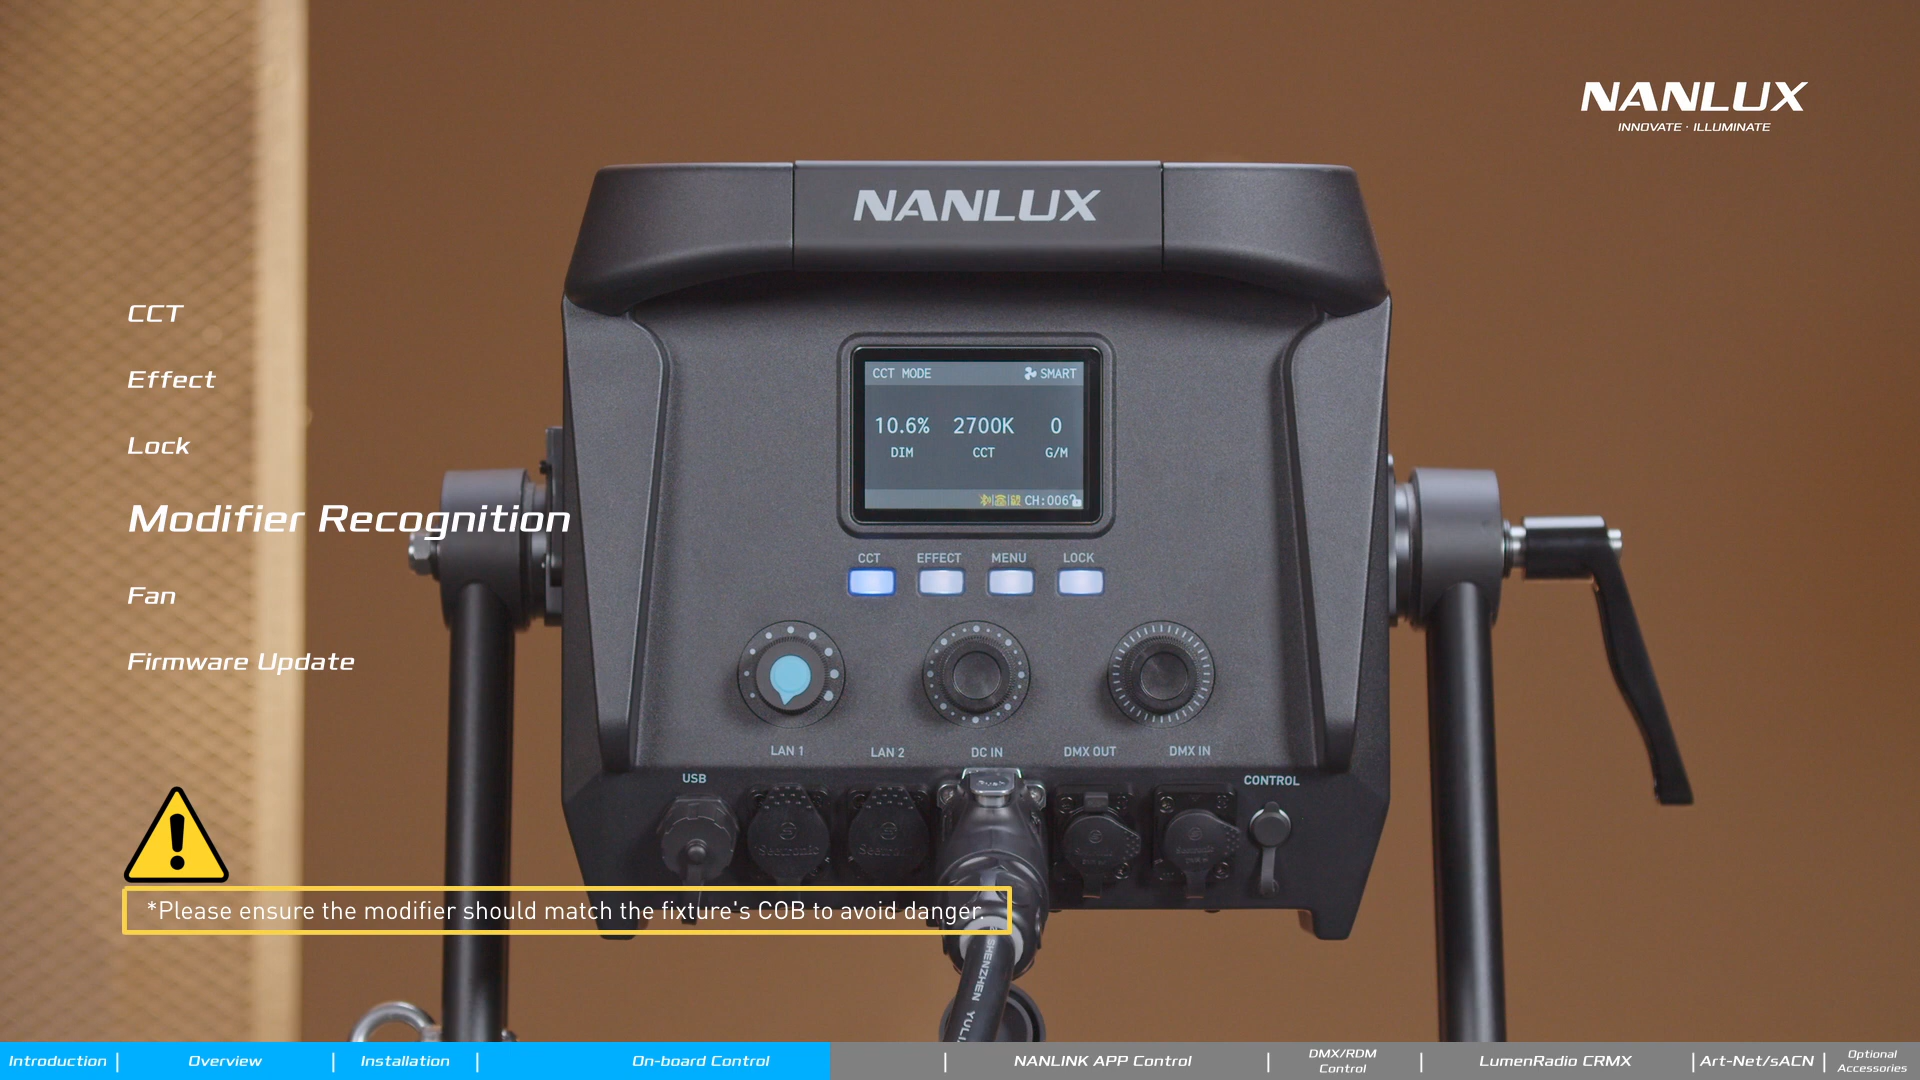 NANLUX
INNOVATE · ILLUMINATE
NANLUX
CCT
Effect
Lock
Modifier Recognition
Fan
Firmware Update
CCT MODE SMART
10.6% 2700K 0
DIM CCT G/M
CH:006
CCT EFFECT MENU LOCK
LAN 1 LAN 2 DC IN DMX OUT DMX IN
USB CONTROL
Seetronic Seetronic
*Please ensure the modifier should match the fixture's COB to avoid danger.
SHENZHEN
Introduction | Overview | Installation | On-board Control | NANLINK APP Control | DMX/RDM Control | LumenRadio CRMX | Art-Net/sACN | Optional Accessories